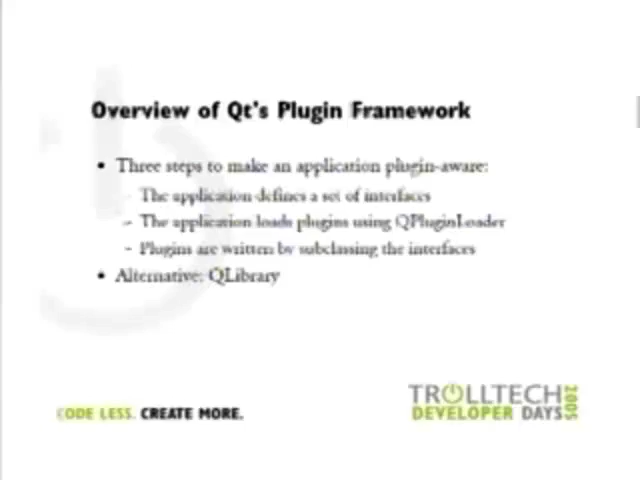 Overview of Qt's Plugin Framework
• Three steps to make an application plugin-aware:
- The application defines a set of interfaces
- The application loads plugins using QPluginLoader
- Plugins are written by subclassing the interfaces
• Alternative: QLibrary
CODE LESS. CREATE MORE.
TROLLTECH
DEVELOPER DAYS
2005